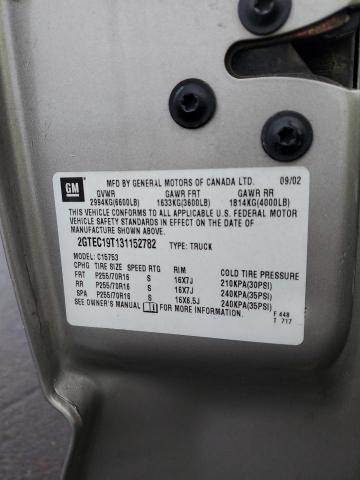 GM
MFD BY GENERAL MOTORS OF CANADA LTD. 09/02
GVWR GAWR FRT GAWR RR
2994KG(6600LB) 1633KG(3600LB) 1814KG(4000LB)
THIS VEHICLE CONFORMS TO ALL APPLICABLE U.S. FEDERAL MOTOR
VEHICLE SAFETY STANDARDS IN EFFECT ON THE DATE OF
MANUFACTURE SHOWN ABOVE.
2GTEC19T131152782 TYPE: TRUCK
MODEL: C15753
CPHG TIRE SIZE SPEED RTG RIM COLD TIRE PRESSURE
FRT P255/70R16 S 16X7J 210KPA(30PSI)
RR P255/70R16 S 16X7J 240KPA(35PSI)
SPA P255/70R16 S 16X6.5J 240KPA(35PSI)
SEE OWNER'S MANUAL FOR MORE INFORMATION.
F 448
T 717